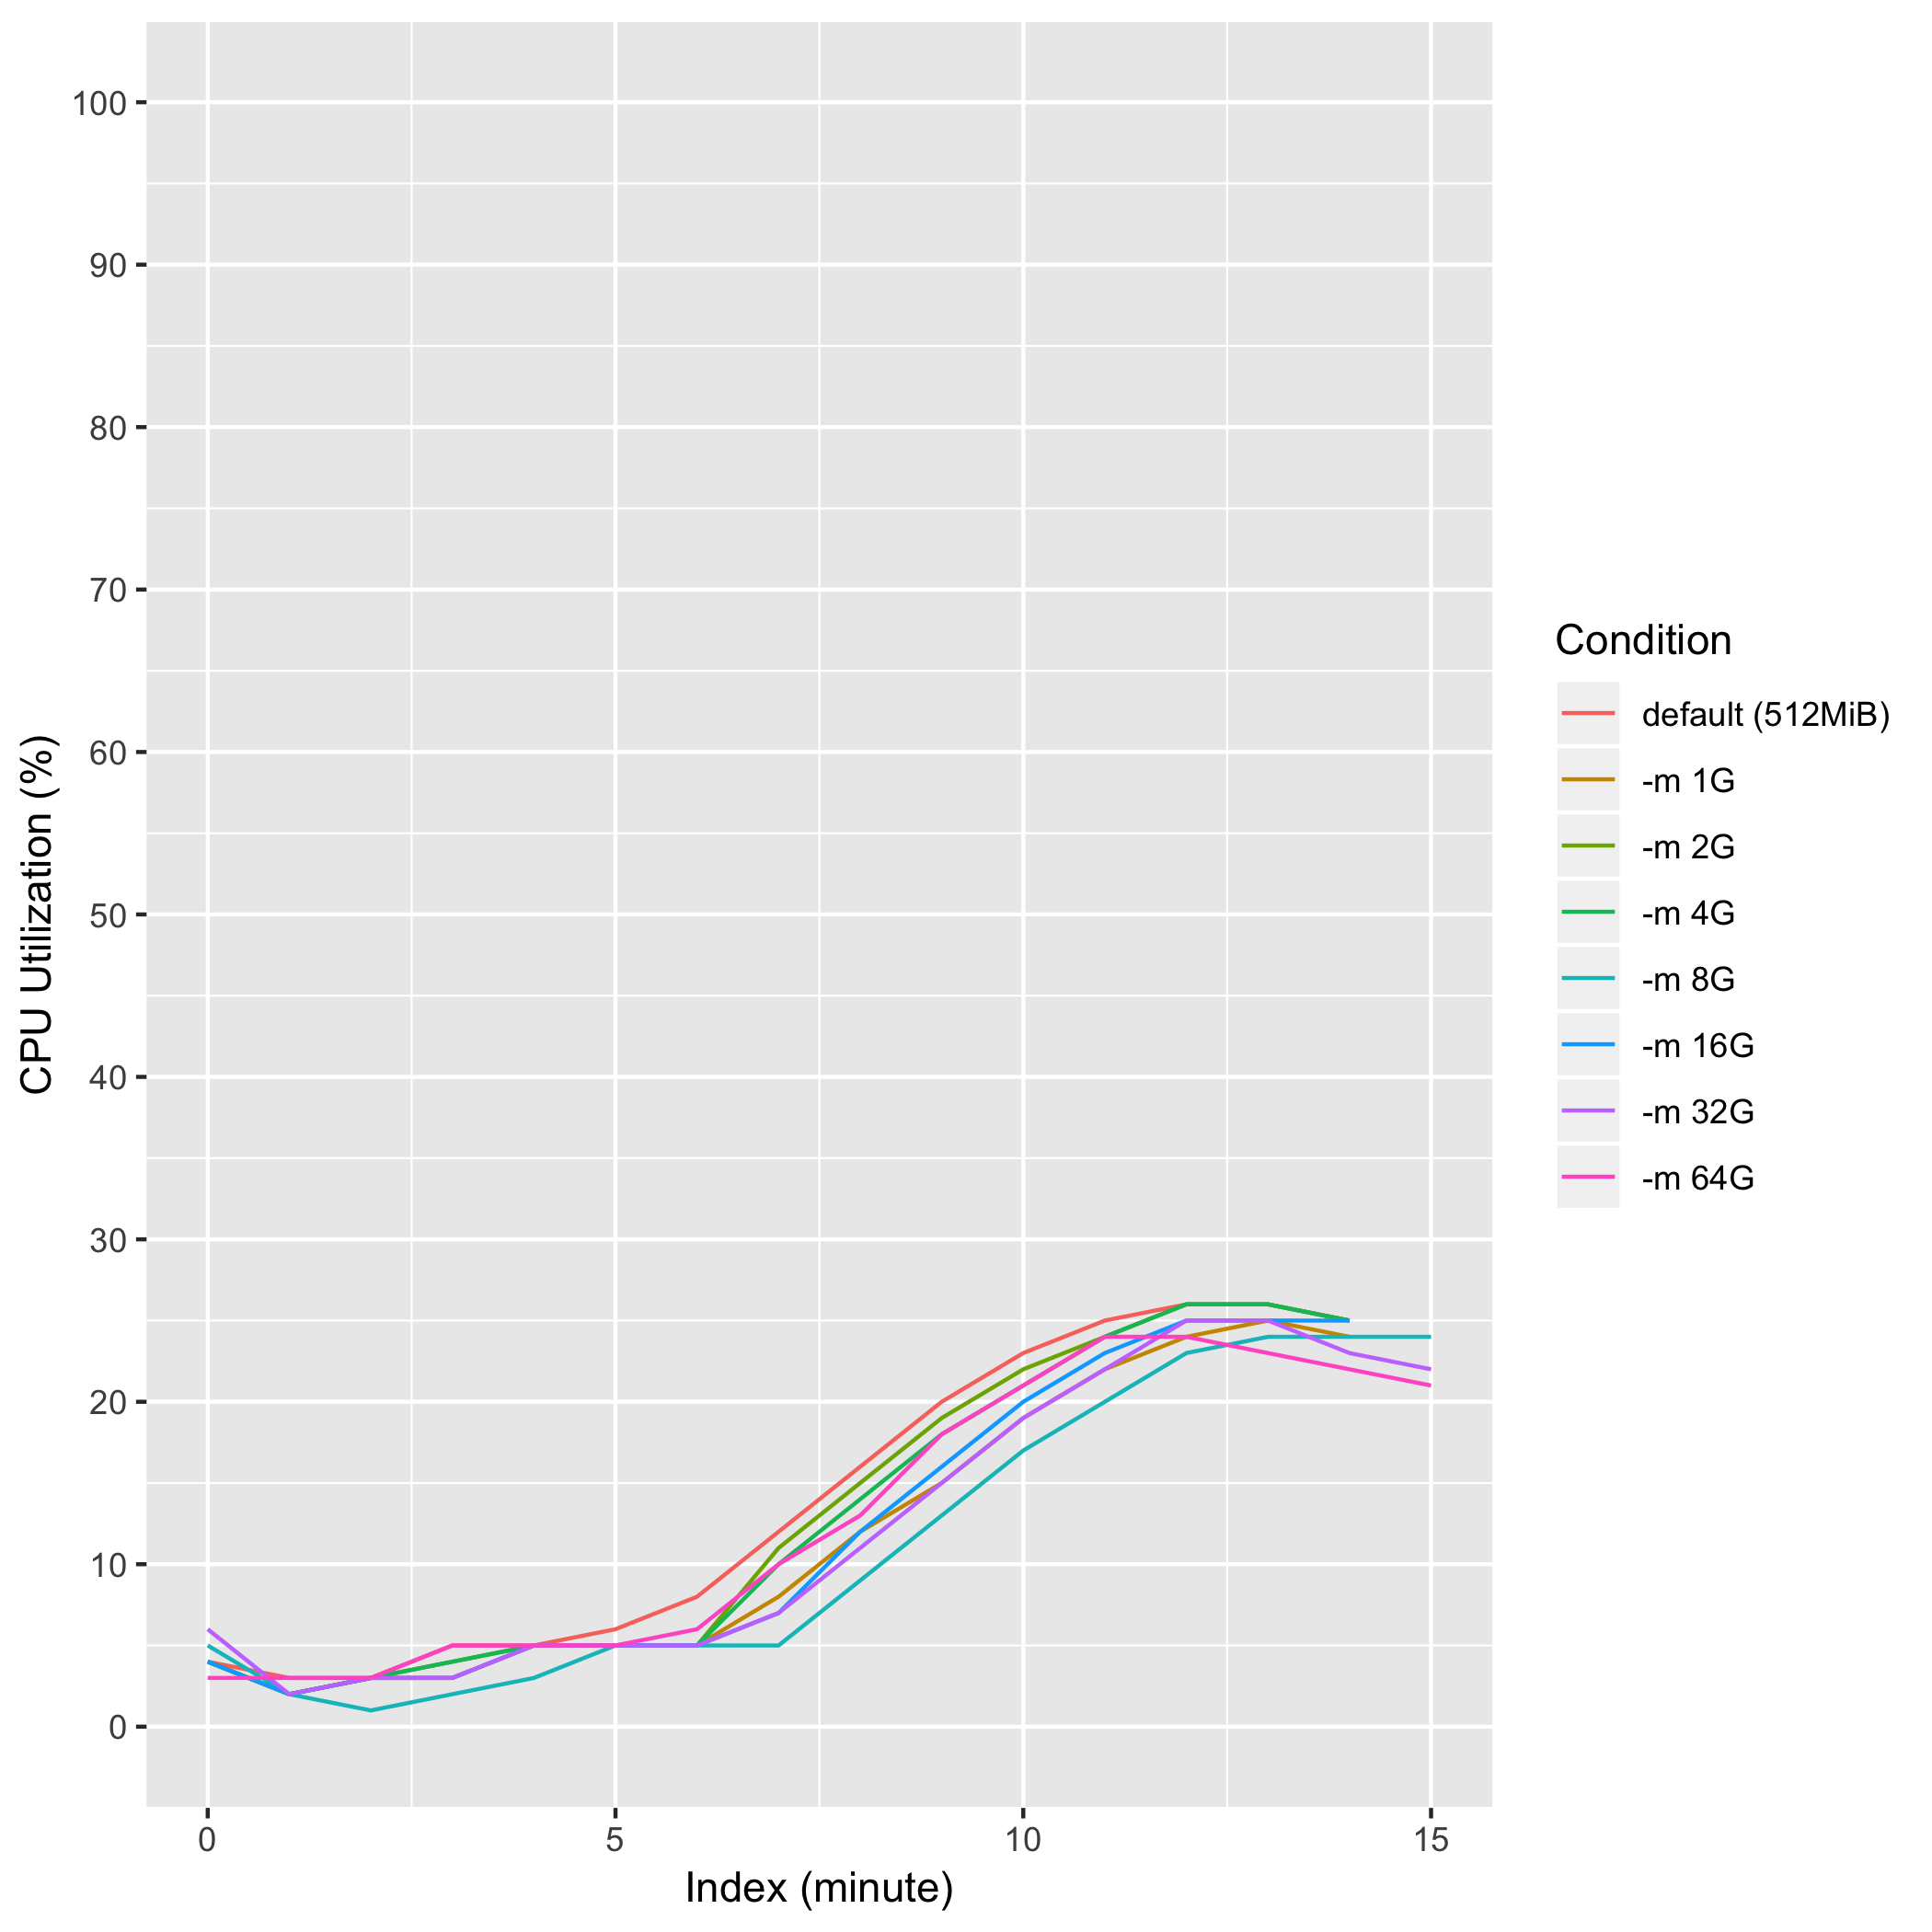 CPU Utilization (%)
100
90
80
70
60
50
40
30
20
10
0
0 5 10 15
Index (minute)
Condition
default (512MiB)
-m 1G
-m 2G
-m 4G
-m 8G
-m 16G
-m 32G
-m 64G